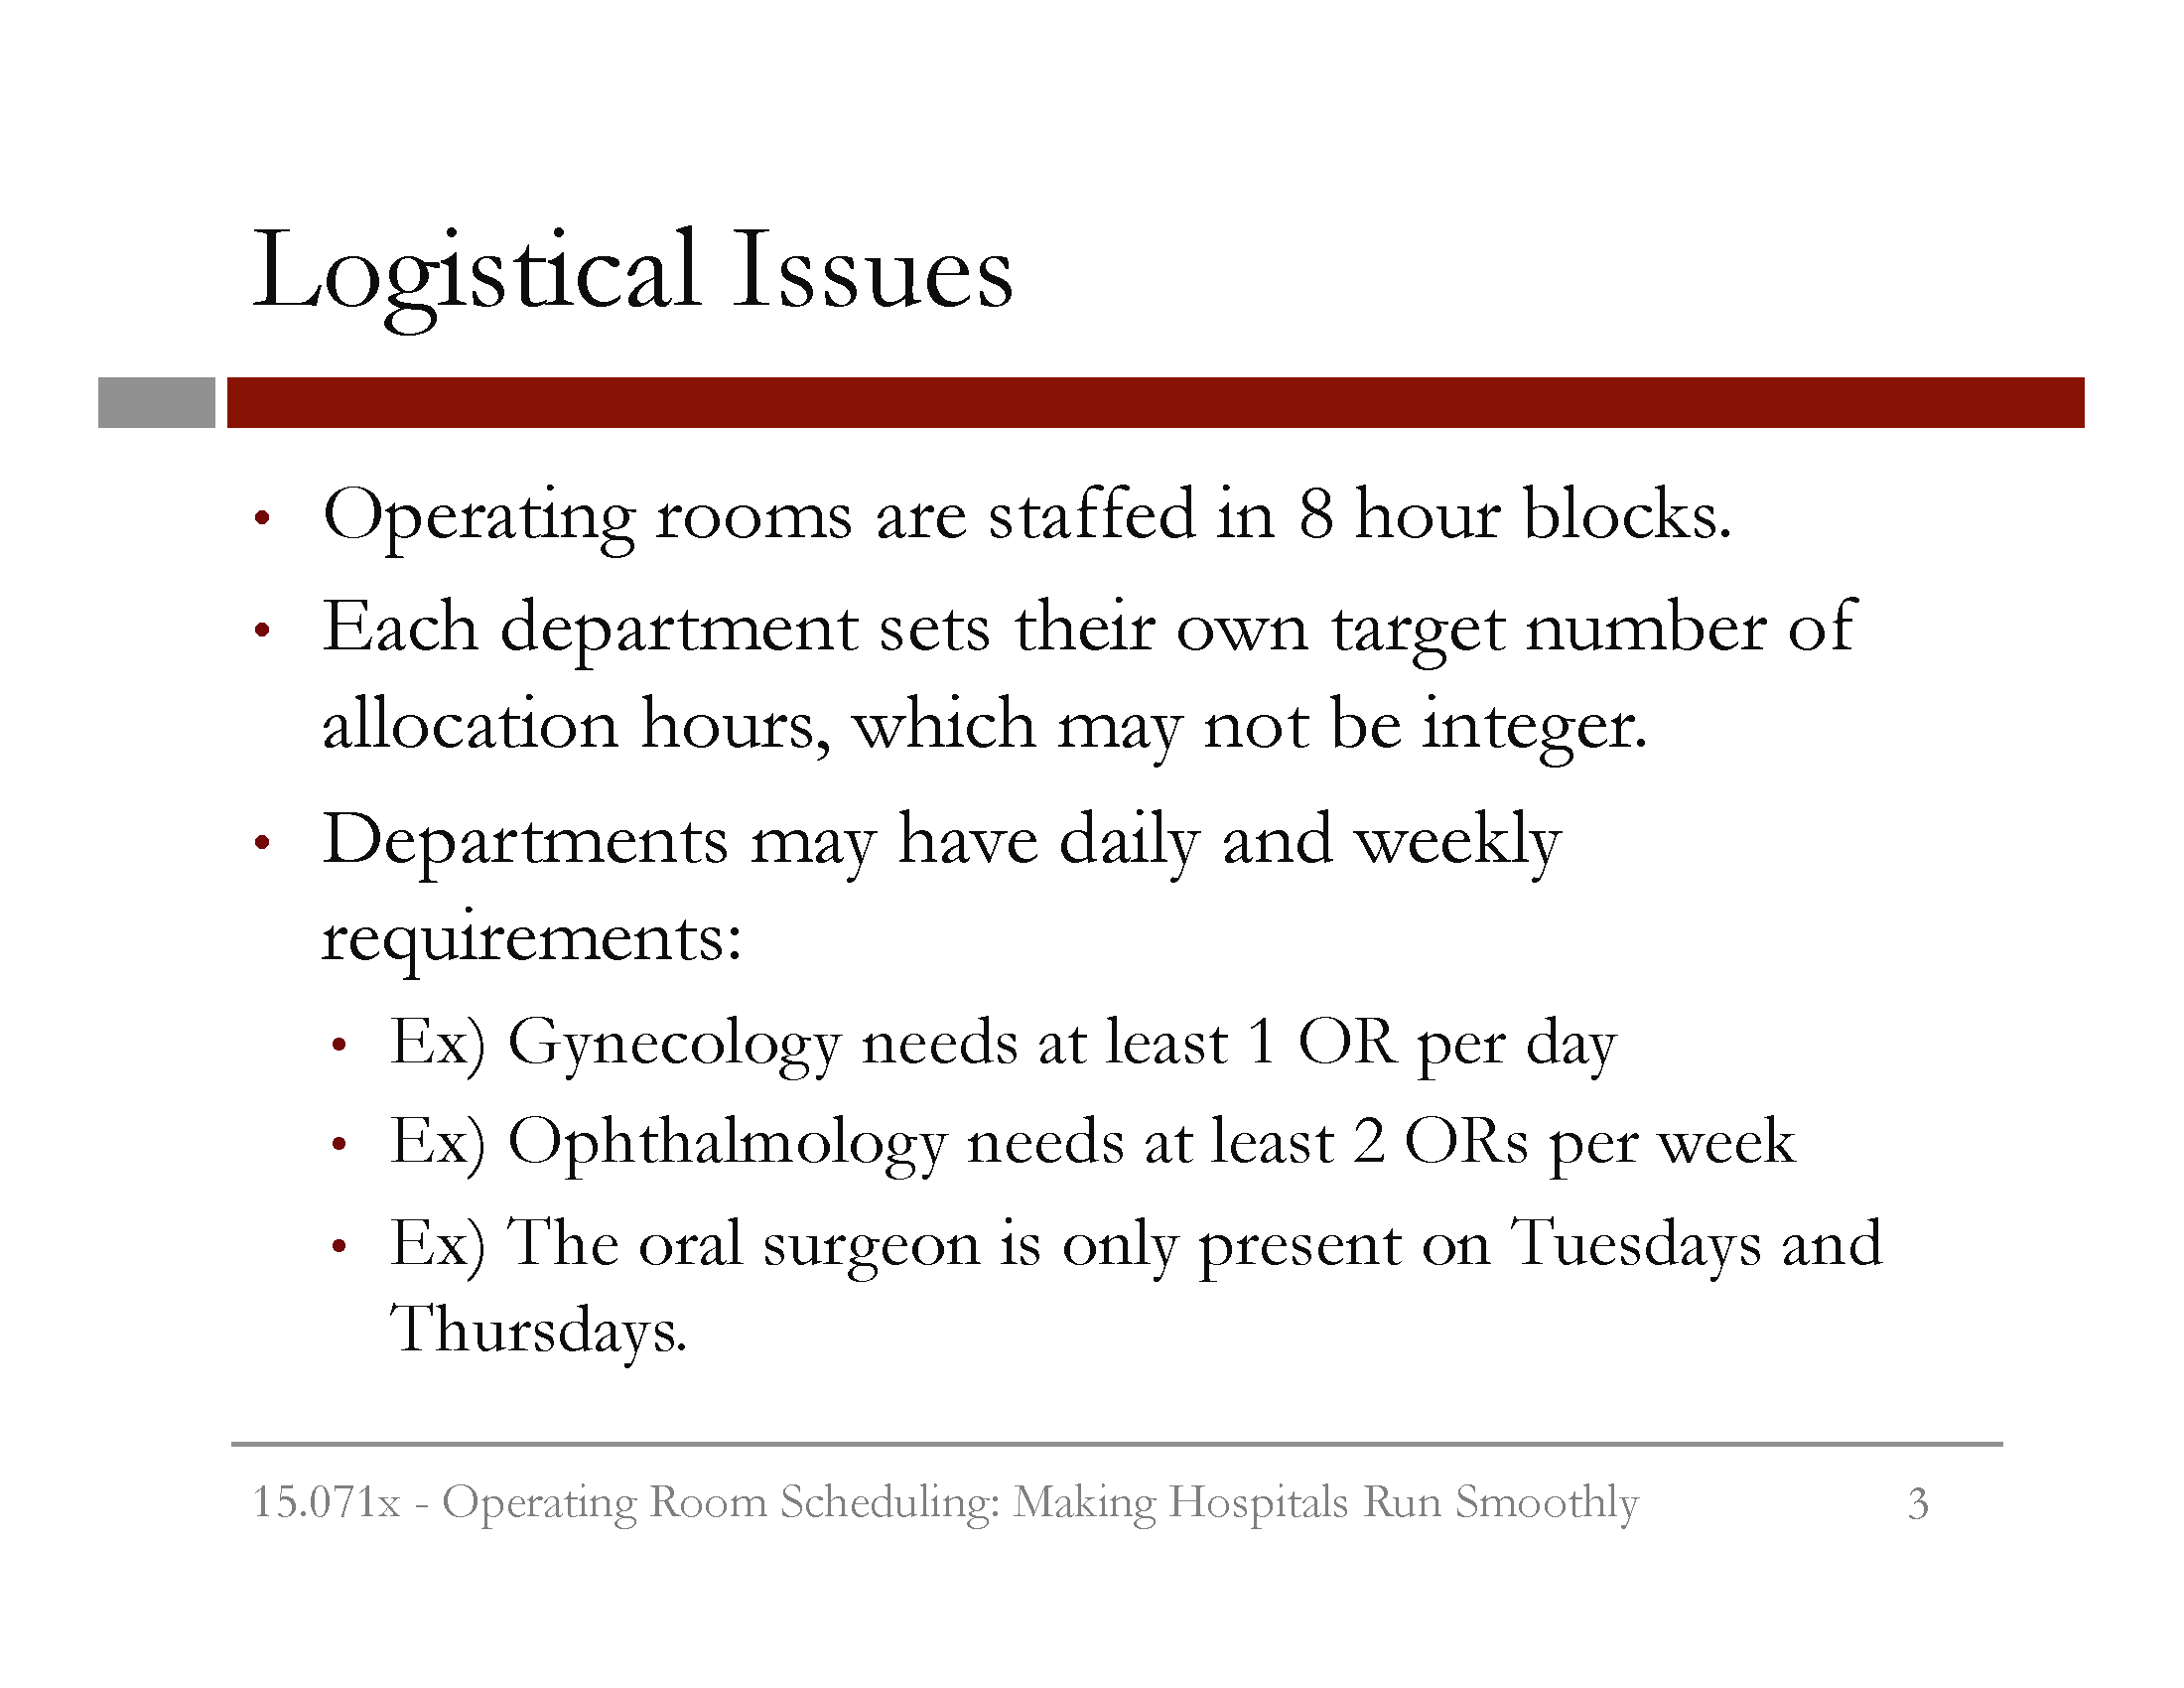 Logistical Issues
• Operating rooms are staffed in 8 hour blocks.
• Each department sets their own target number of
allocation hours, which may not be integer.
• Departments may have daily and weekly
requirements:
• Ex) Gynecology needs at least 1 OR per day
• Ex) Ophthalmology needs at least 2 ORs per week
• Ex) The oral surgeon is only present on Tuesdays and
Thursdays.
15.071x - Operating Room Scheduling: Making Hospitals Run Smoothly 3